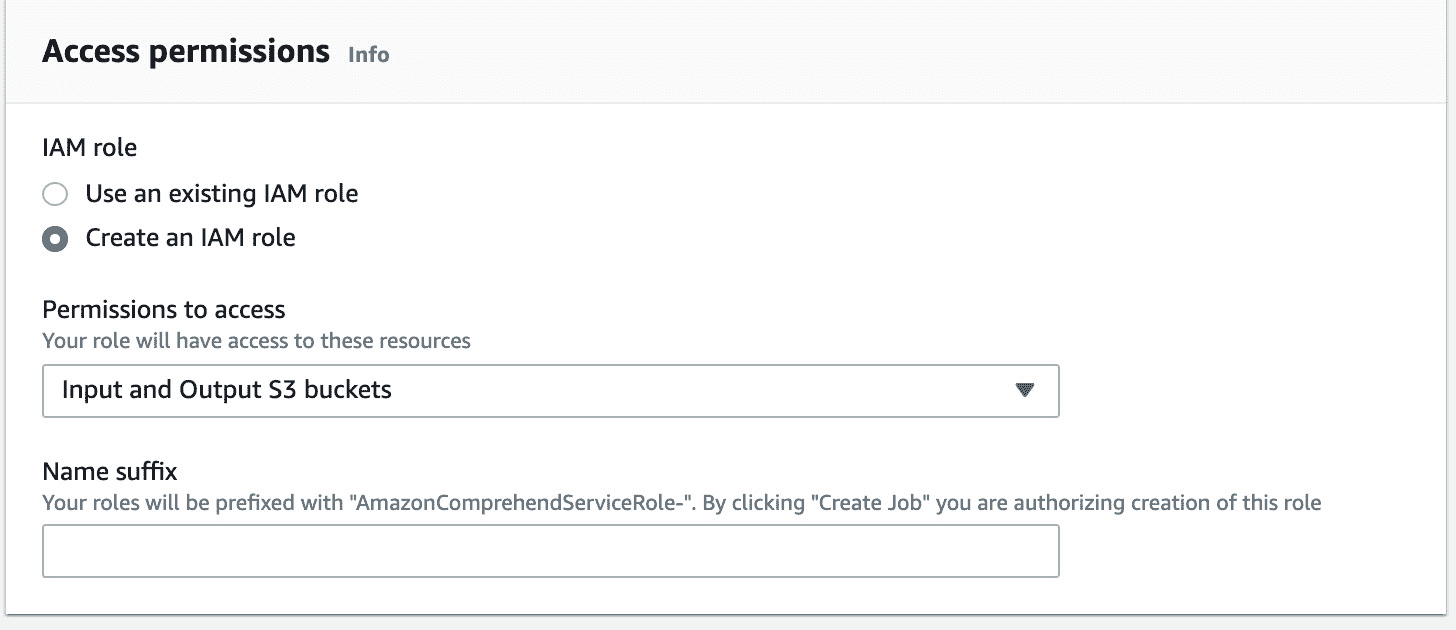 Access permissions Info
IAM role
Use an existing IAM role
Create an IAM role
Permissions to access
Your role will have access to these resources
Input and Output S3 buckets
Name suffix
Your roles will be prefixed with "AmazonComprehendServiceRole-". By clicking "Create Job" you are authorizing creation of this role